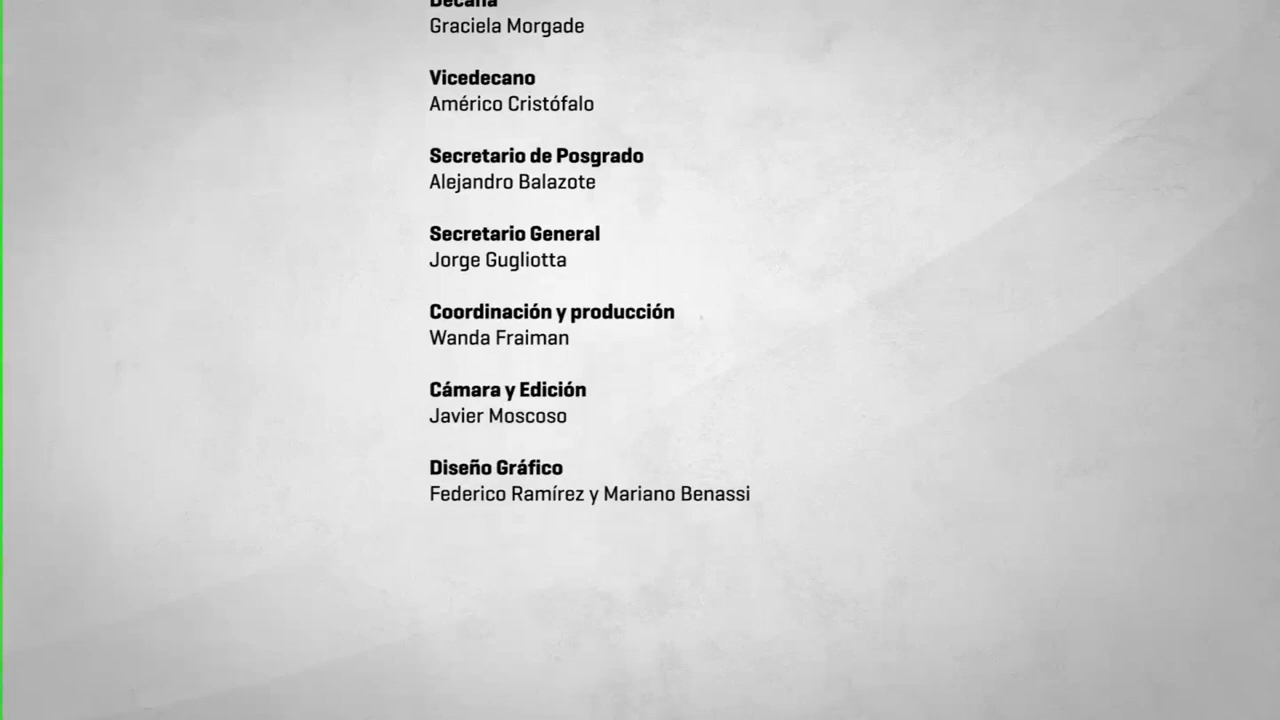 Decana
Graciela Morgade
Vicedecano
Américo Cristófalo
Secretario de Posgrado
Alejandro Balazote
Secretario General
Jorge Gugliotta
Coordinación y producción
Wanda Fraiman
Cámara y Edición
Javier Moscoso
Diseño Gráfico
Federico Ramírez y Mariano Benassi